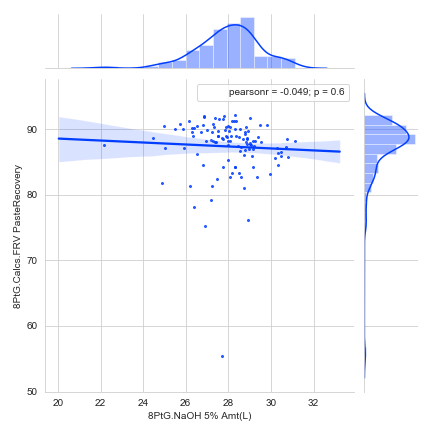 pearsonr = -0.049; p = 0.6
90
80
70
60
50
8PtG.Calcs.FRV PasteRecovery
20 22 24 26 28 30 32
8PtG.NaOH 5% Amt(L)